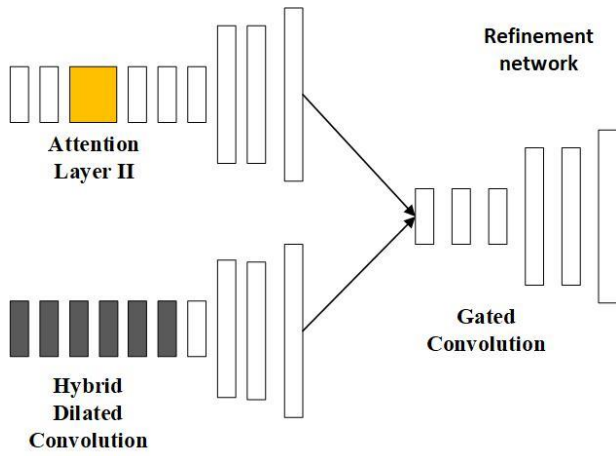 Refinement
network
Attention
Layer II
Gated
Convolution
Hybrid
Dilated
Convolution